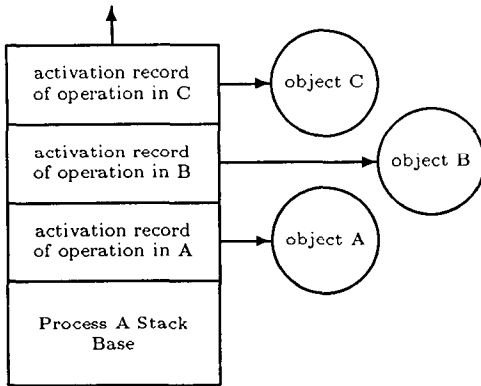 activation record
of operation in C
object C
activation record
of operation in B
object B
activation record
of operation in A
object A
Process A Stack
Base